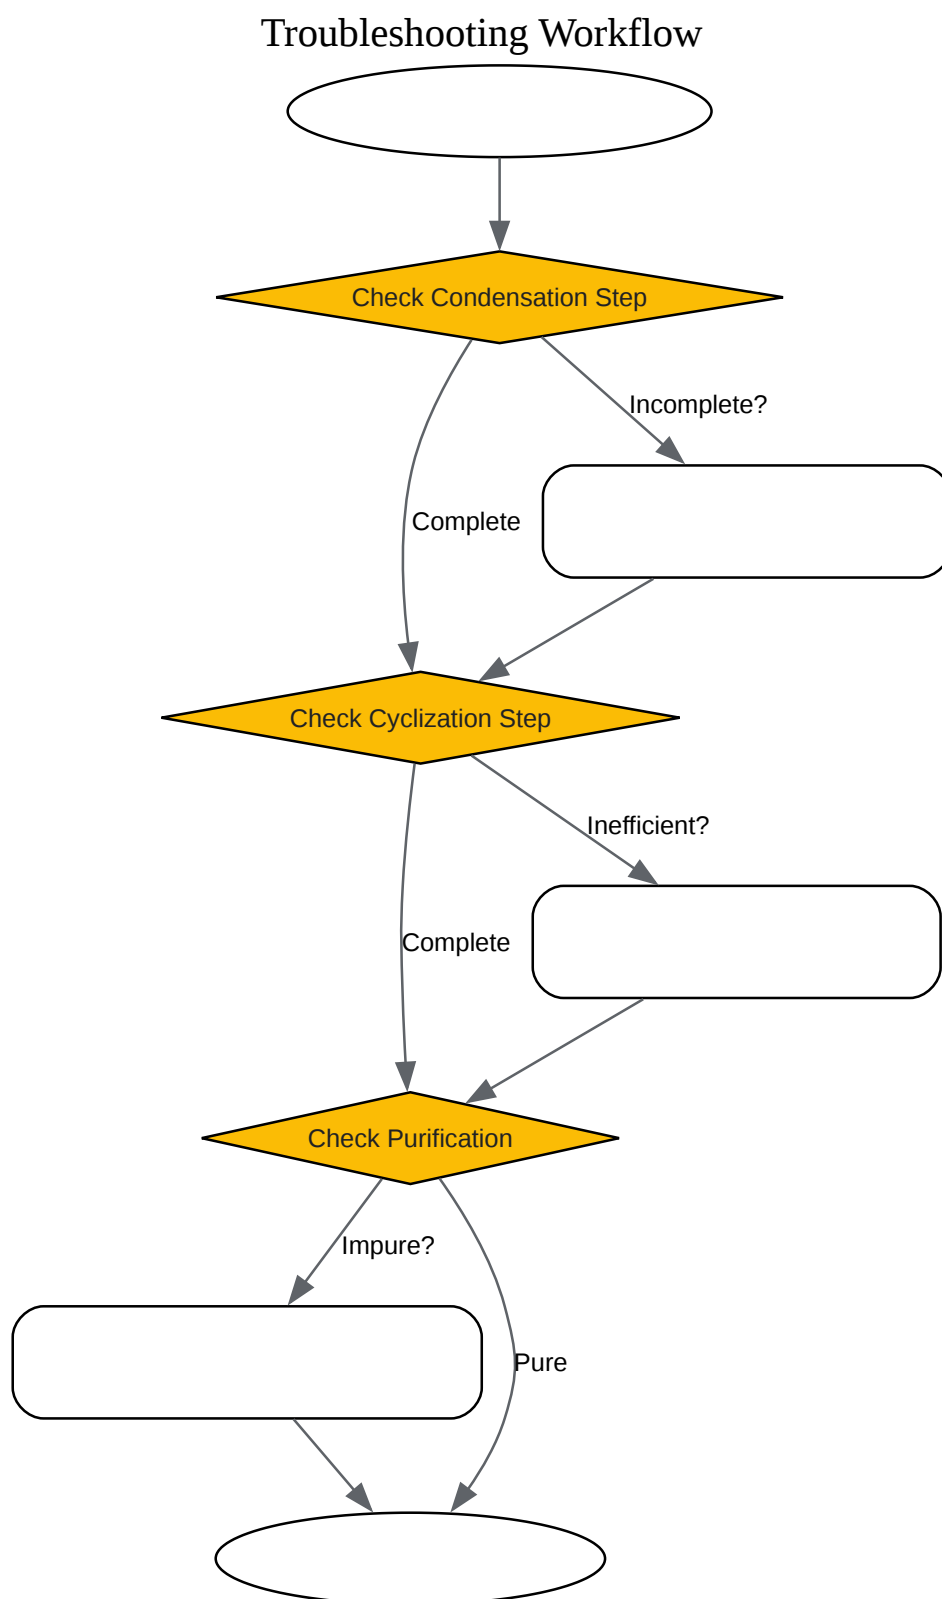 Troubleshooting Workflow
Check Condensation Step
Incomplete?
Complete
Check Cyclization Step
Inefficient?
Complete
Check Purification
Impure?
Pure